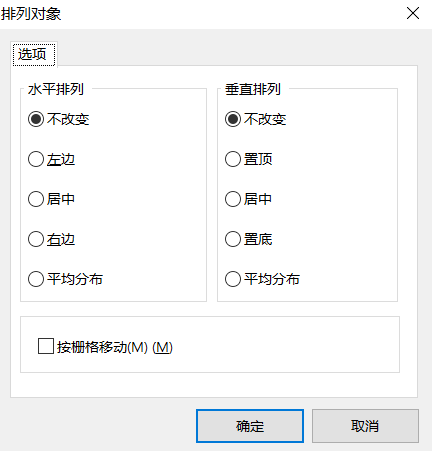 排列对象
选项
水平排列
不改变
左边
居中
右边
平均分布
垂直排列
不改变
置顶
居中
置底
平均分布
按栅格移动(M) (M)
确定
取消